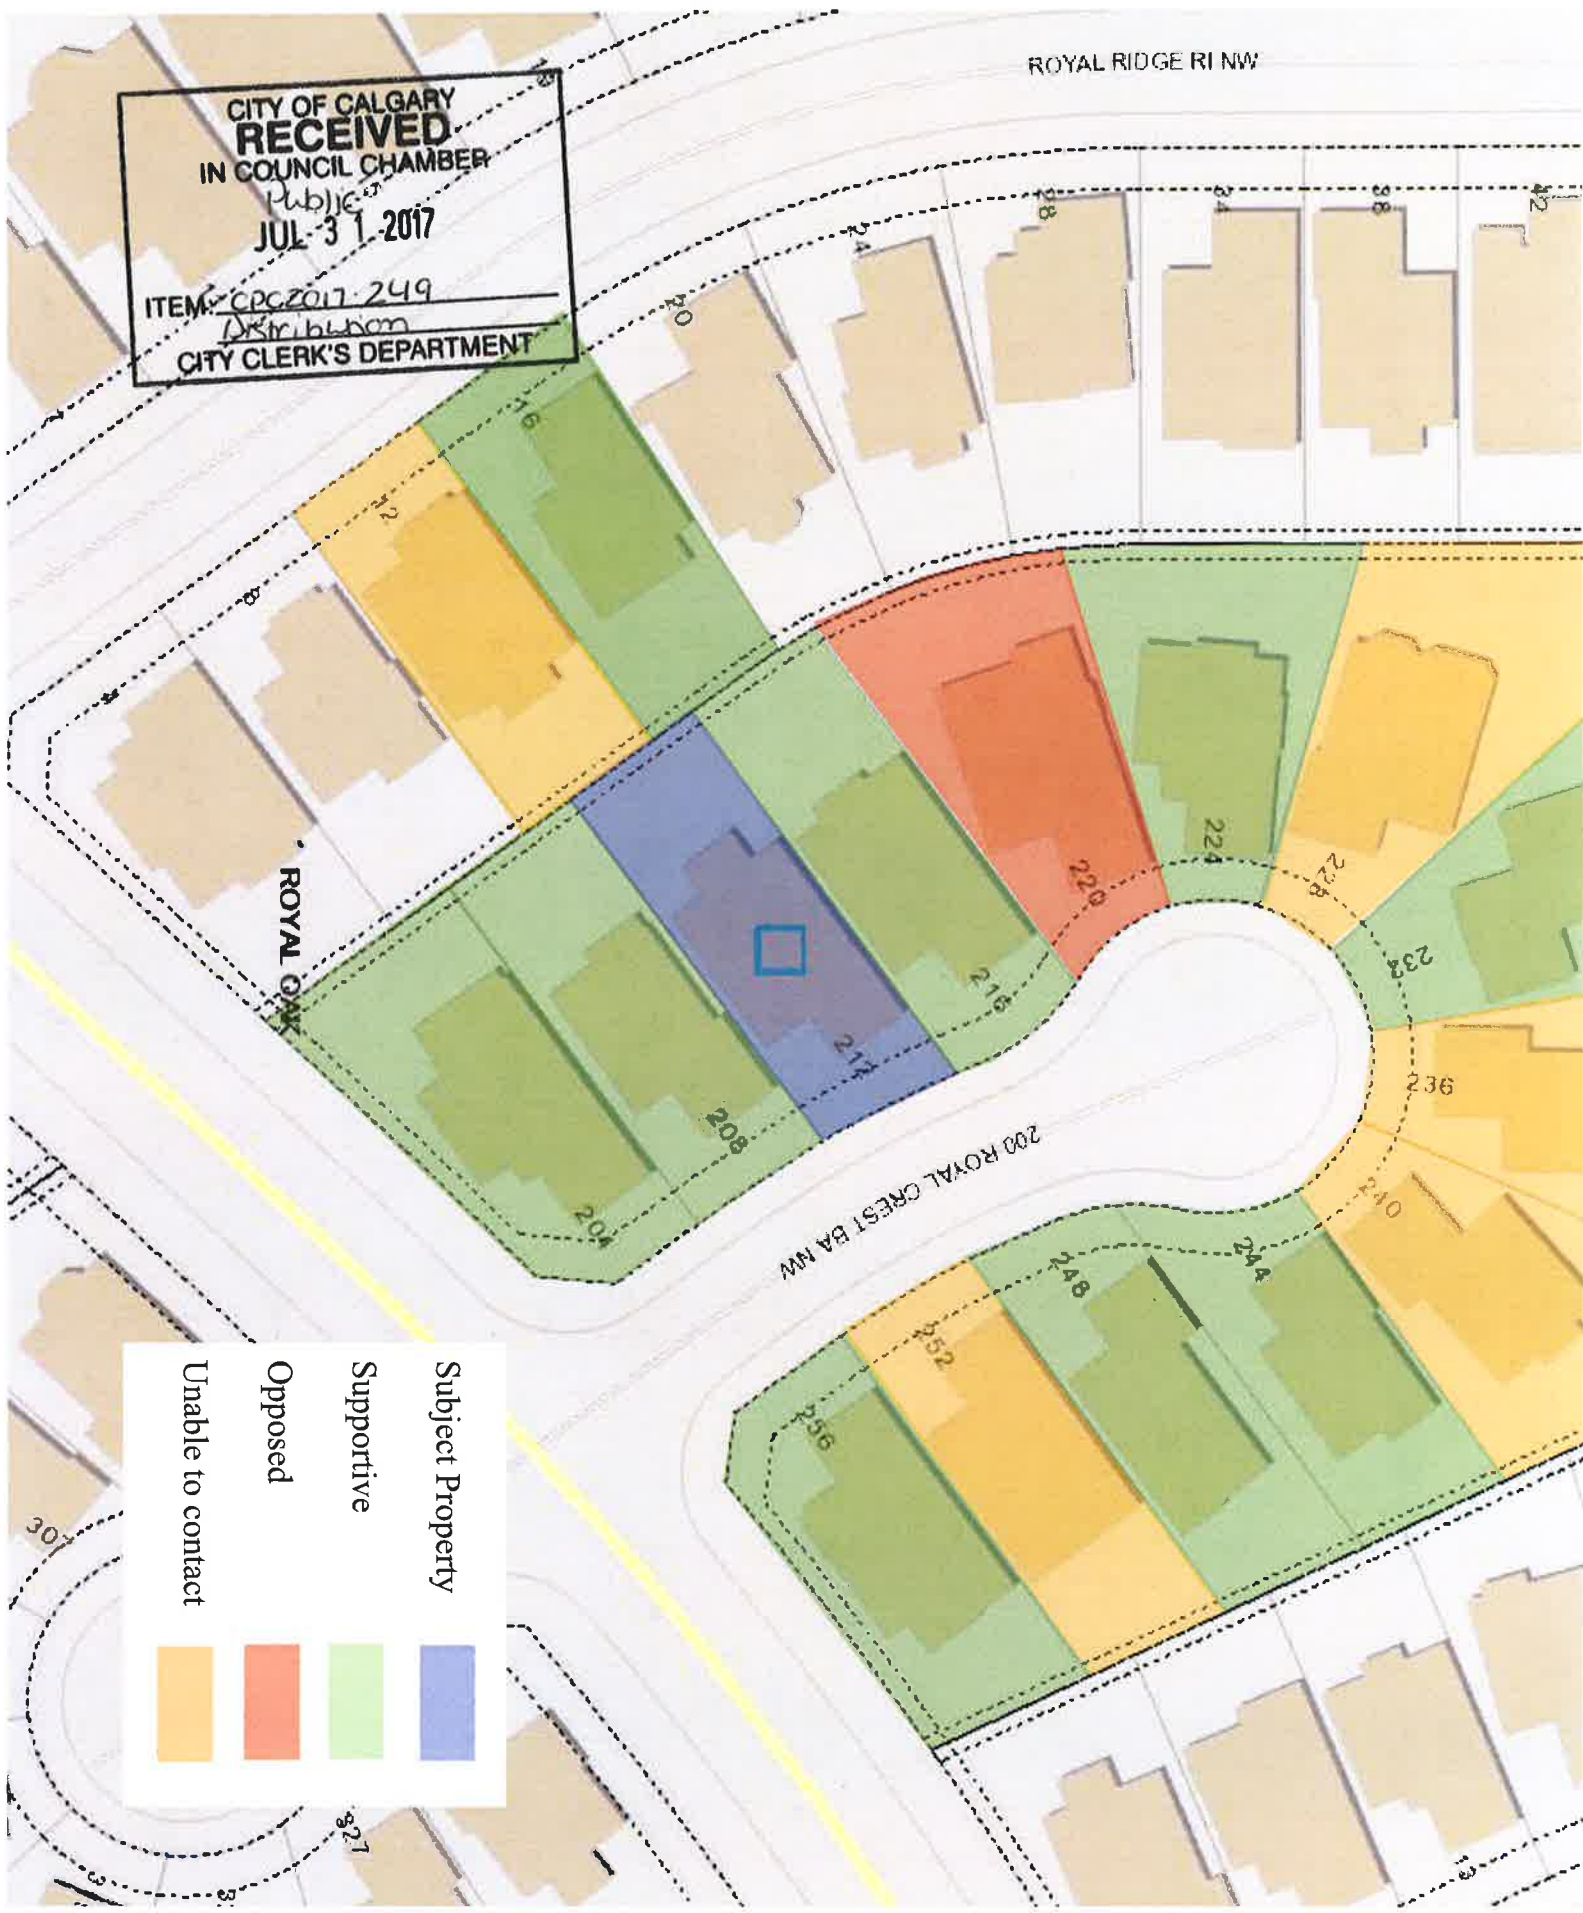 ROYAL RIDGE RI NW
CITY OF CALGARY
RECEIVED
IN COUNCIL CHAMBER
Public
JUL 31 2017
ITEM: CPC2017-249
Distribution
CITY CLERK'S DEPARTMENT
20
24
28
34
38
42
16
12
8
4
ROYAL OAK
204
208
212
216
220
224
228
232
236
240
244
248
252
256
200 ROYAL CREST BA NW
Subject Property
Supportive
Opposed
Unable to contact
307
327